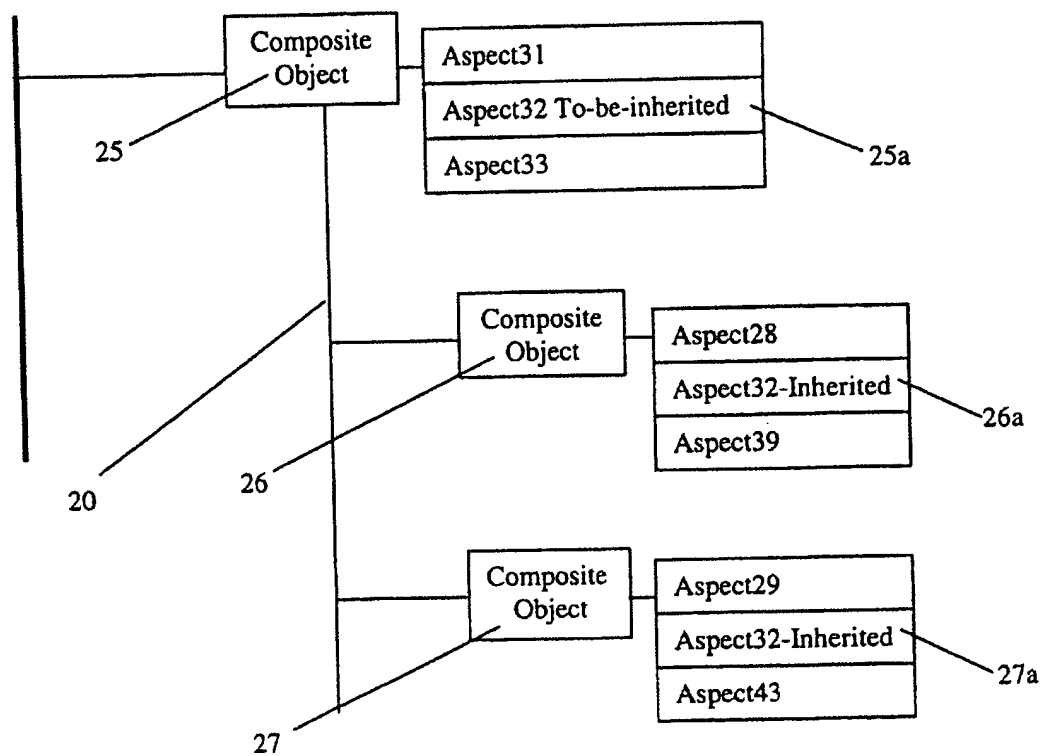 Composite
Object
Aspect31
Aspect32 To-be-inherited
Aspect33
25
25a
Composite
Object
Aspect28
Aspect32-Inherited
Aspect39
26a
20
26
Composite
Object
Aspect29
Aspect32-Inherited
Aspect43
27a
27